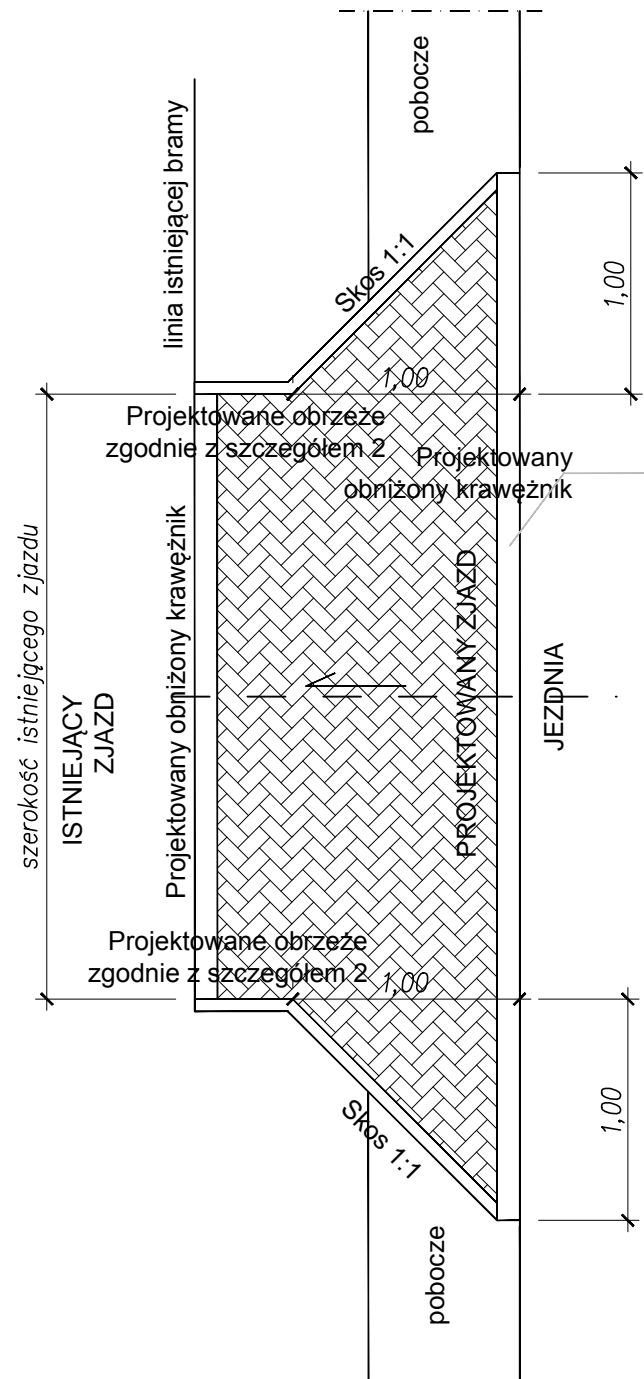 pobocze
linia istniejącej bramy
Skos 1:1
1,00
1,00
Projektowane obrzeże
zgodnie z szczegółem 2
Projektowany
obniżony krawężnik
szerokość istniejącego zjazdu
ISTNIEJĄCY
ZJAZD
Projektowany obniżony krawężnik
PROJEKTOWANY ZJAZD
JEZDNIA
Projektowane obrzeże
zgodnie z szczegółem 2
1,00
1,00
Skos 1:1
pobocze